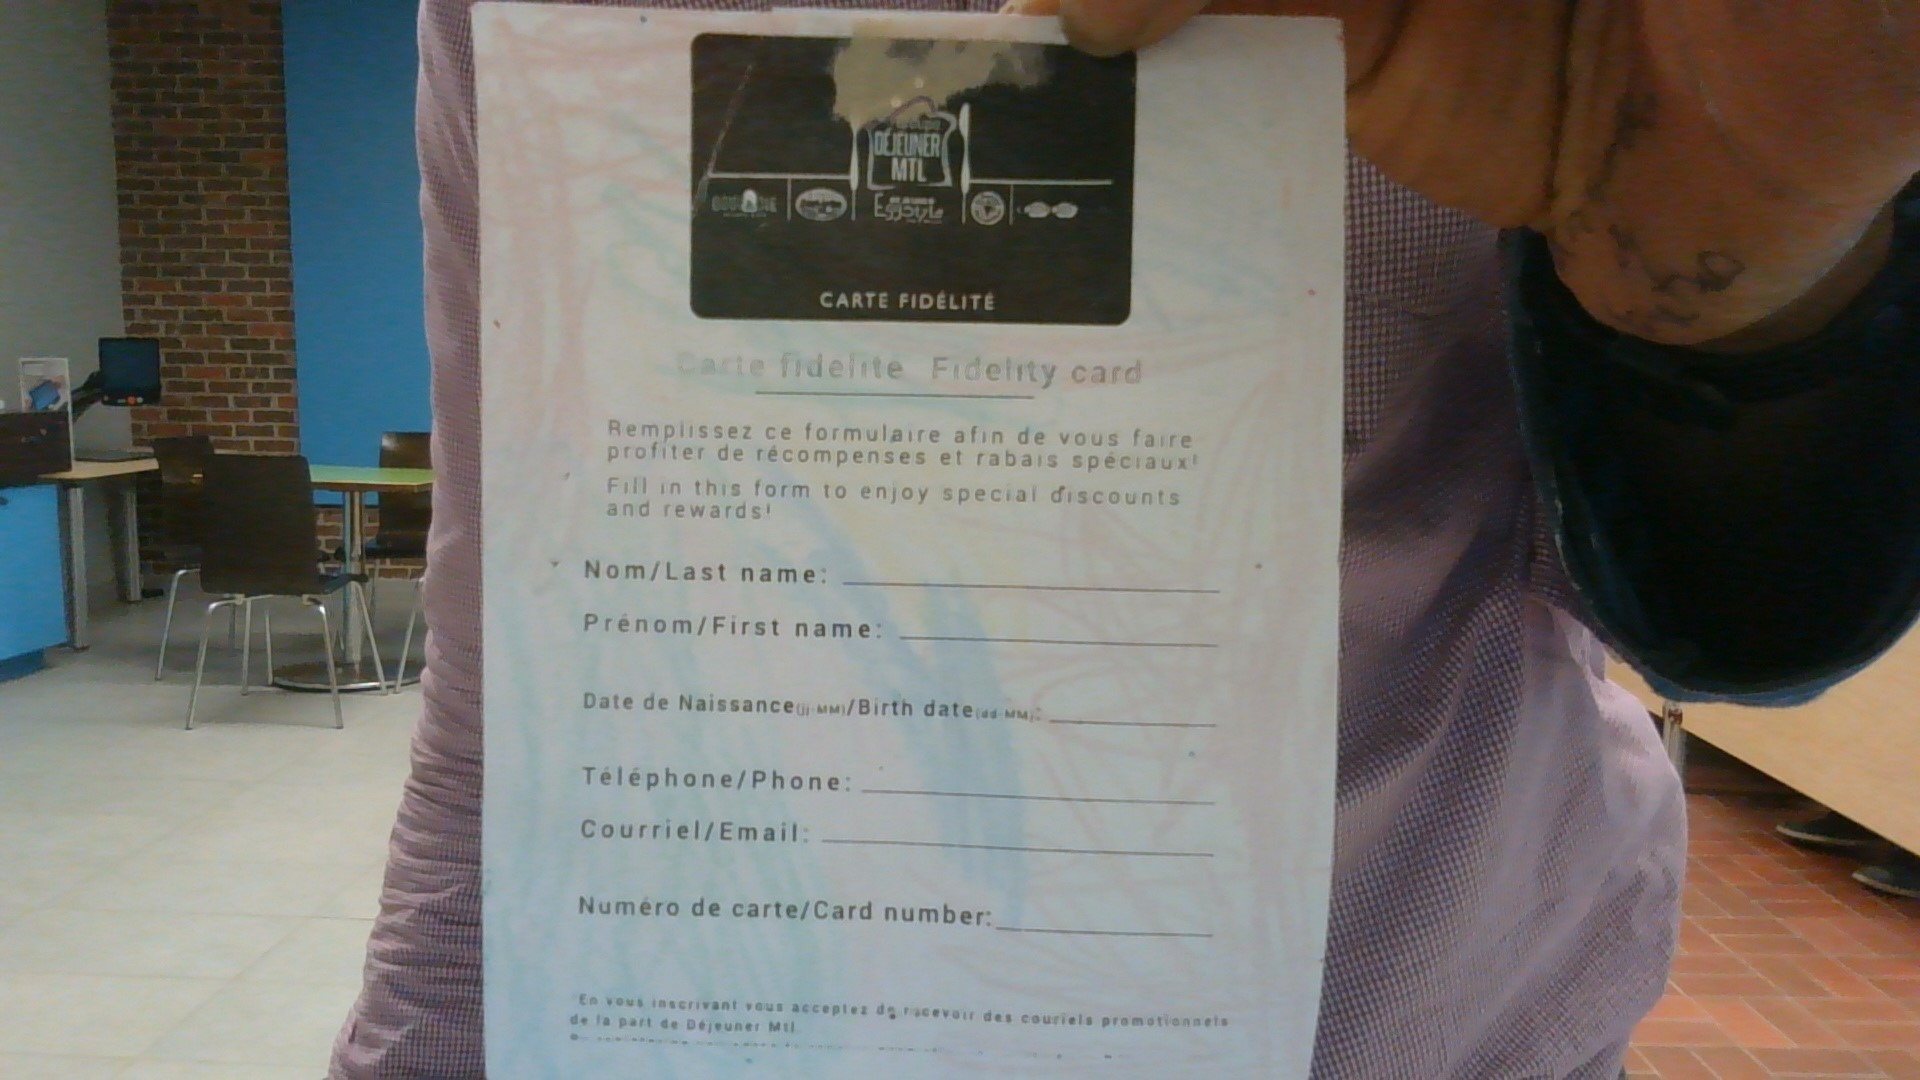 DÉJEUNER
MTL
EggStyle
CARTE FIDÉLITÉ
Carte fidelite Fidelity card
Remplissez ce formulaire afin de vous faire
profiter de récompenses et rabais spéciaux!
Fill in this form to enjoy special discounts
and rewards!
Nom/Last name:
Prénom/First name:
Date de Naissance(jj-MM)/Birth date(dd-MM):
Téléphone/Phone:
Courriel/Email:
Numéro de carte/Card number:
*En vous inscrivant vous acceptez de recevoir des couriels promotionnels
de la part de Déjeuner Mtl